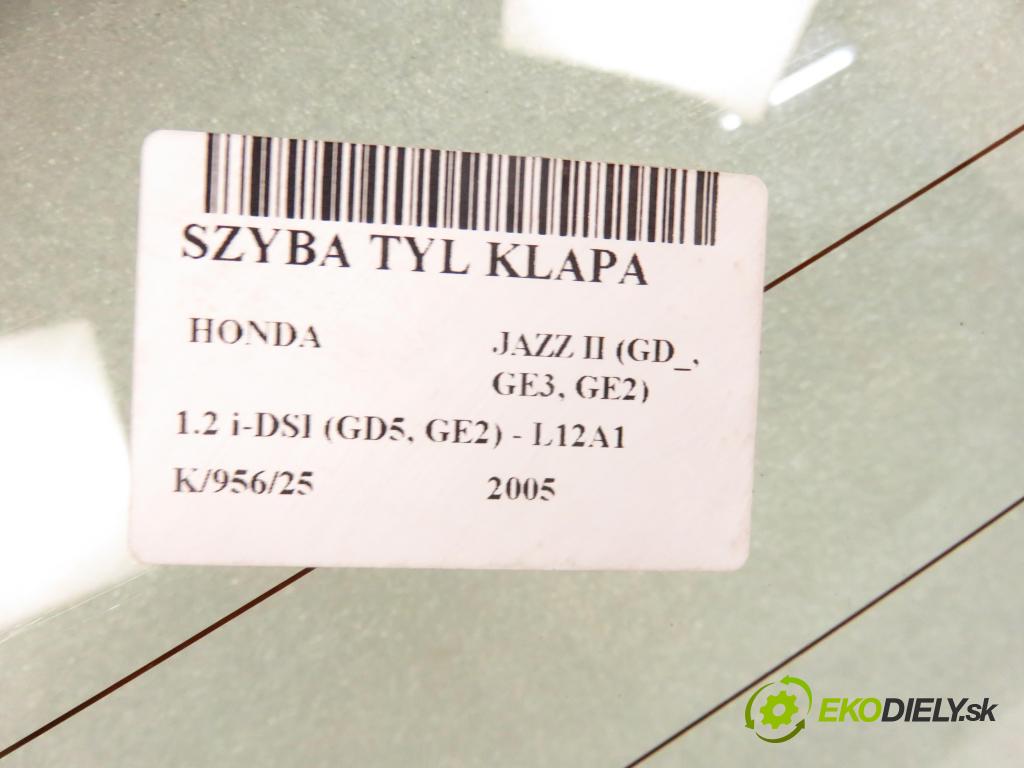 SZYBA TYL KLAPA
HONDA
JAZZ II (GD_,
GE3, GE2)
1.2 i-DSI (GD5, GE2) - L12A1
K/956/25
2005
EKODIELY.sk